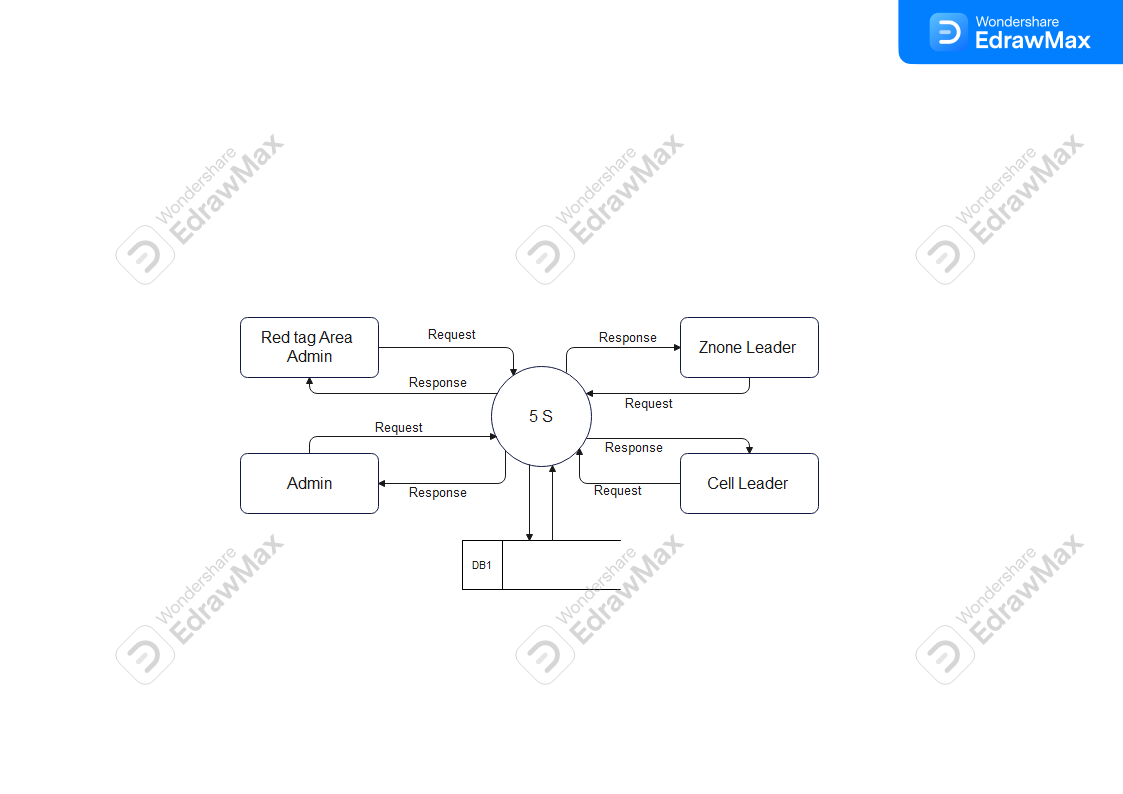 Wondershare
EdrawMax
Wondershare
EdrawMax
Wondershare
EdrawMax
Wondershare
EdrawMax
Red tag Area
Admin
Request
Response
Znone Leader
Response
Request
5 S
Request
Admin
Response
Response
Cell Leader
Request
DB1
Wondershare
EdrawMax
Wondershare
EdrawMax
Wondershare
EdrawMax